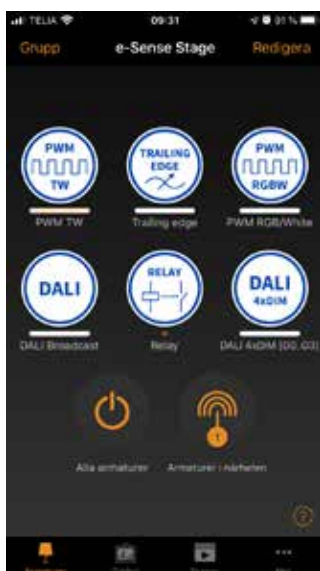 TELIA 09:31 91 %
Grupp e-Sense Stage Redigera
PWM
TW
TRAILING
EDGE
PWM
RGBW
PWM TW Trailing edge PWM RGB/White
DALI
RELAY
DALI
4xDIM
DALI Broadcast Relay DALI 4xDIM
1
Alla armaturer Armaturer i närheten
?